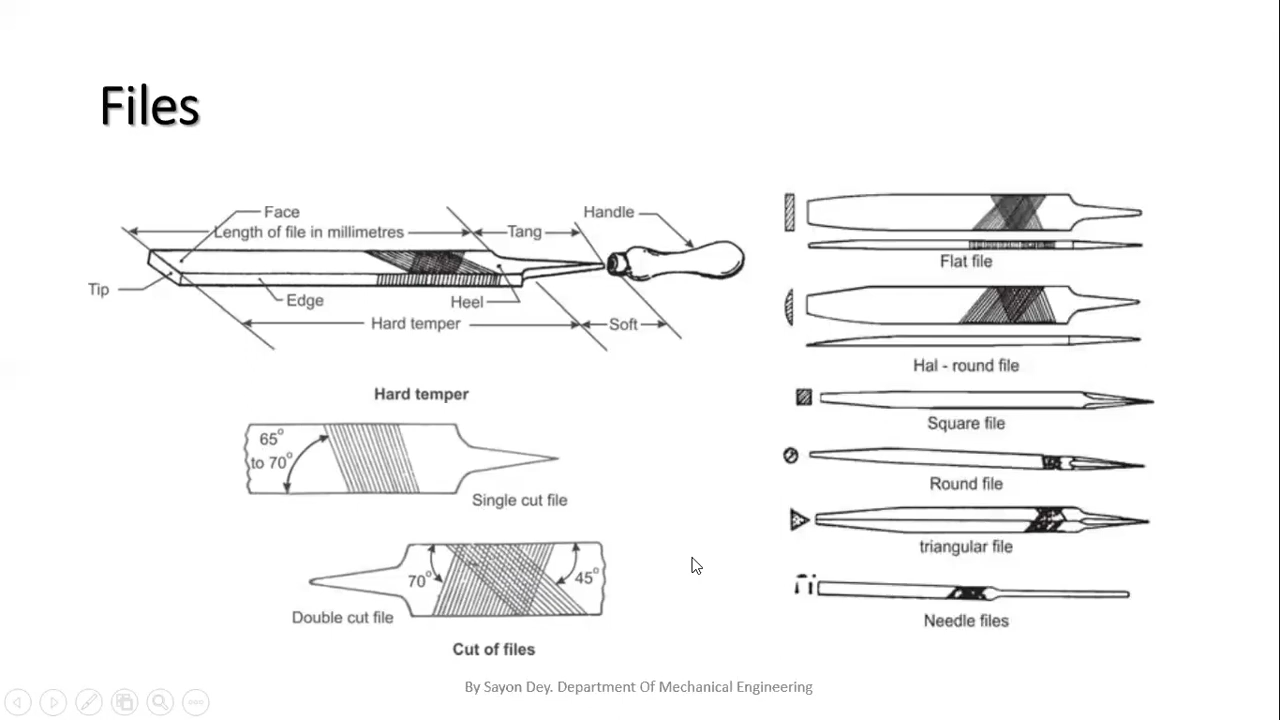 Files
Face
Length of file in millimetres
Tang
Handle
Tip
Edge
Heel
Hard temper
Soft
Hard temper
65°
to 70°
Single cut file
70°
45°
Double cut file
Cut of files
Flat file
Hal - round file
Square file
Round file
triangular file
Needle files
By Sayon Dey. Department Of Mechanical Engineering